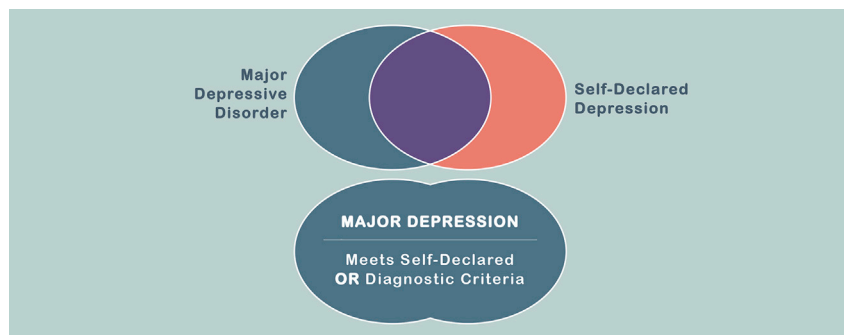 Major
Depressive
Disorder
Self-Declared
Depression
MAJOR DEPRESSION
Meets Self-Declared
OR Diagnostic Criteria